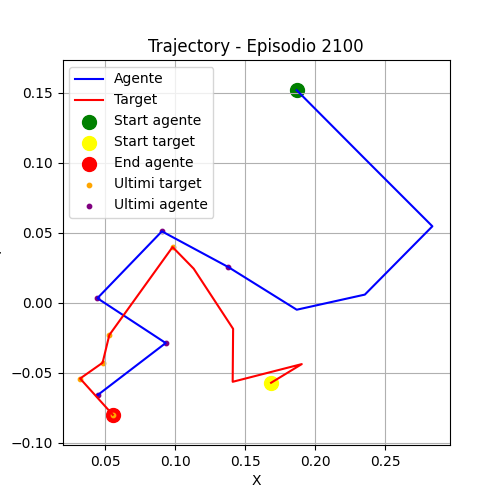 Trajectory - Episodio 2100
Agente
Target
Start agente
Start target
End agente
Ultimi target
Ultimi agente
0.15
0.10
0.05
0.00
−0.05
−0.10
0.05
0.10
0.15
0.20
0.25
X